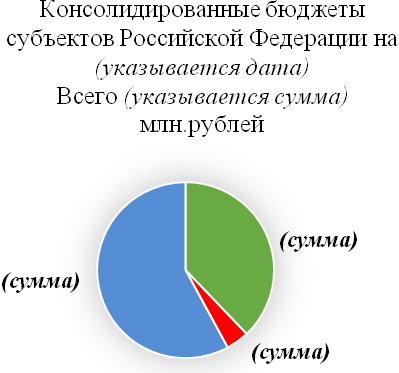 Консолидированные бюджеты
субъектов Российской Федерации на
(указывается дата)
Всего (указывается сумма)
млн.рублей
(сумма)
(сумма)
(сумма)